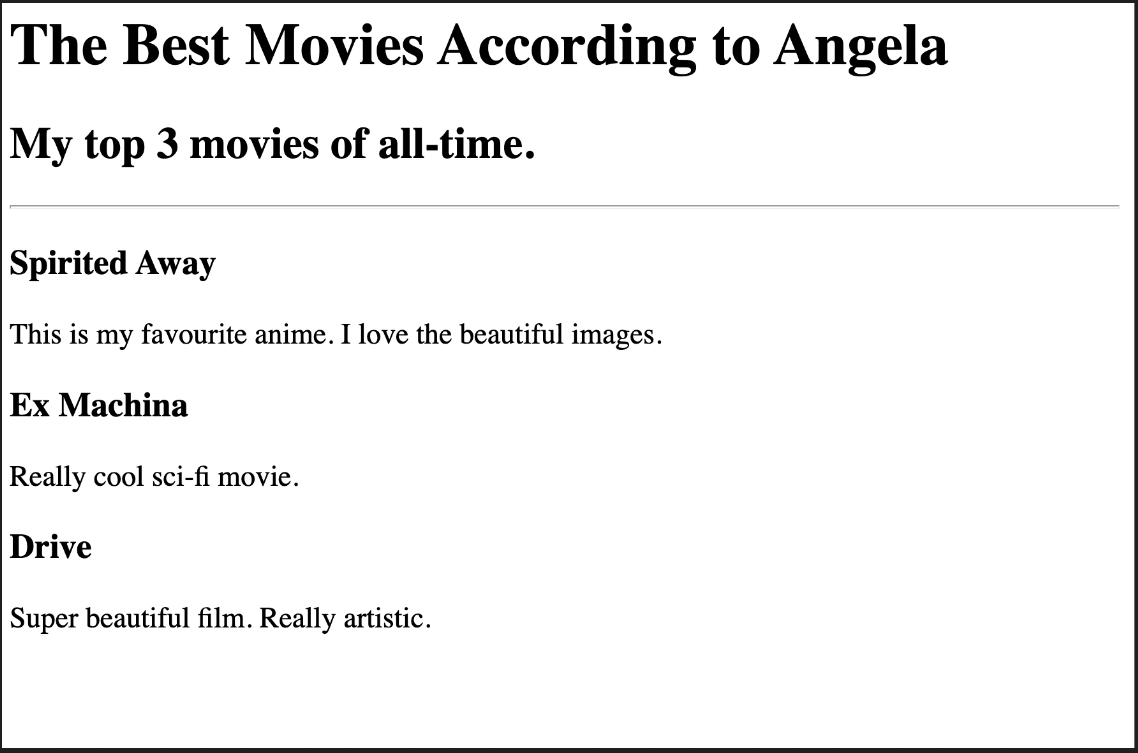 The Best Movies According to Angela
My top 3 movies of all-time.
Spirited Away
This is my favourite anime. I love the beautiful images.
Ex Machina
Really cool sci-fi movie.
Drive
Super beautiful film. Really artistic.